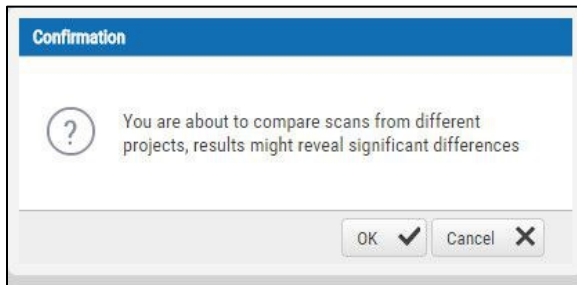 Confirmation
You are about to compare scans from different
projects, results might reveal significant differences
OK Cancel